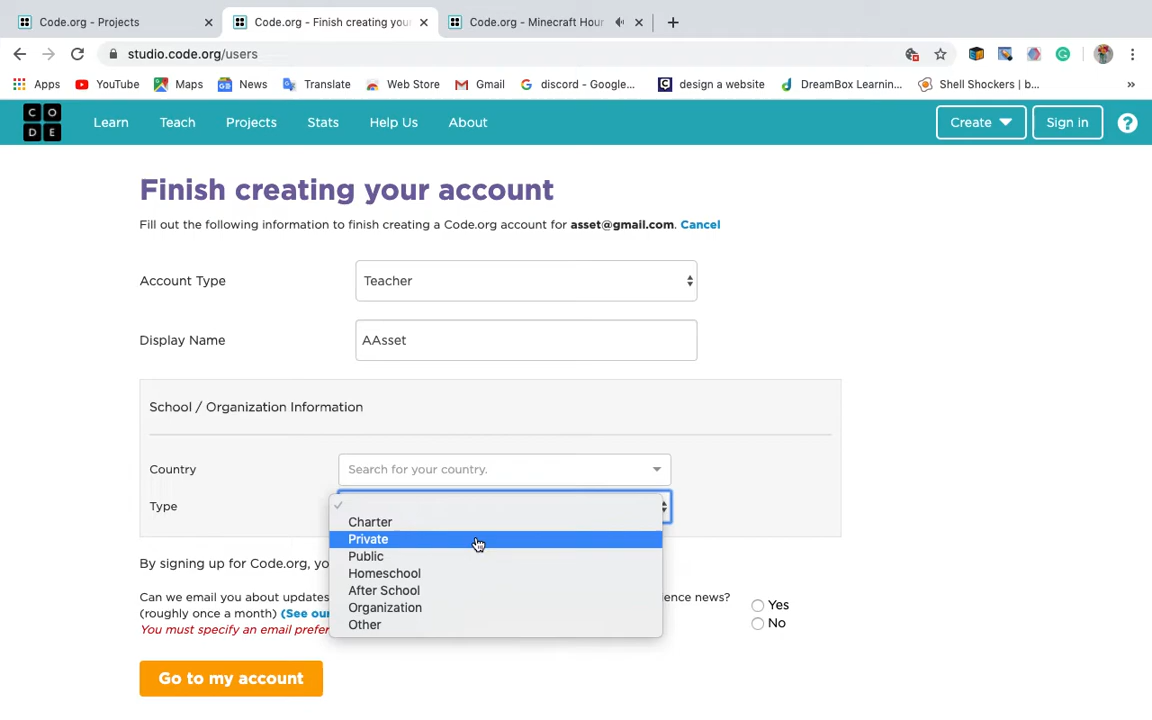 Code.org - Projects
Code.org - Finish creating you
Code.org - Minecraft Hour
studio.code.org/users
Apps YouTube Maps News Translate Web Store Gmail discord - Google... design a website DreamBox Learnin... Shell Shockers | b... »
C O D E Learn Teach Projects Stats Help Us About Create Sign in ?
Finish creating your account
Fill out the following information to finish creating a Code.org account for asset@gmail.com. Cancel
Account Type Teacher
Display Name AAsset
School / Organization Information
Country Search for your country.
Type
Charter
Private
Public
Homeschool
After School
Organization
Other
By signing up for Code.org, yo
Can we email you about updates ence news?
(roughly once a month) (See our
You must specify an email prefer
Yes
No
Go to my account